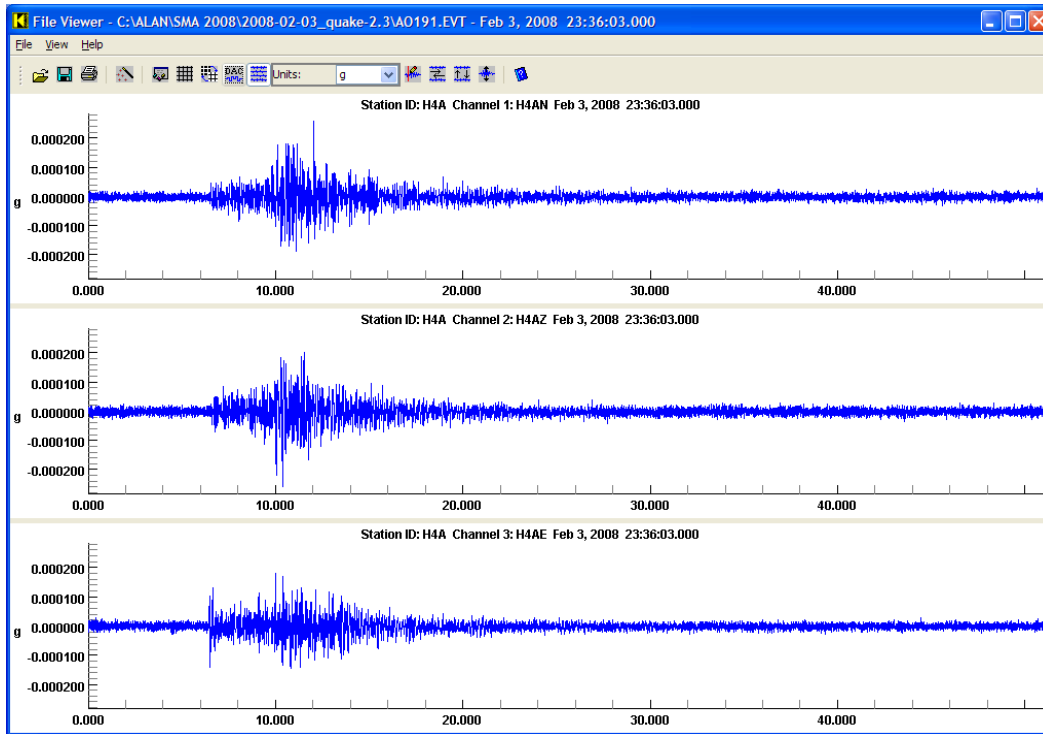 File Viewer - C:\ALAN\SMA 2008\2008-02-03_quake-2.3\AO191.EVT - Feb 3, 2008 23:36:03.000
File View Help
DAC Units: g
Station ID: H4A Channel 1: H4AN Feb 3, 2008 23:36:03.000
0.000200
0.000100
g 0.000000
-0.000100
-0.000200
0.000 10.000 20.000 30.000 40.000
Station ID: H4A Channel 2: H4AZ Feb 3, 2008 23:36:03.000
0.000200
0.000100
g 0.000000
-0.000100
-0.000200
0.000 10.000 20.000 30.000 40.000
Station ID: H4A Channel 3: H4AE Feb 3, 2008 23:36:03.000
0.000200
0.000100
g 0.000000
-0.000100
-0.000200
0.000 10.000 20.000 30.000 40.000